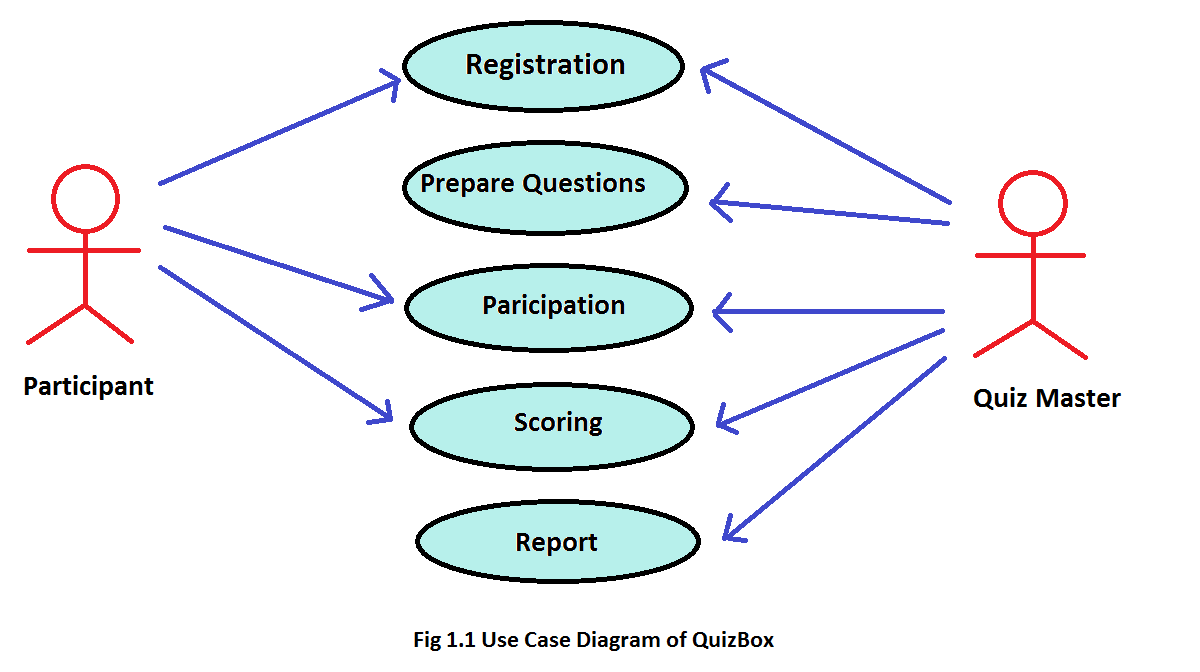 Registration
Prepare Questions
Paricipation
Participant
Quiz Master
Scoring
Report
Fig 1.1 Use Case Diagram of QuizBox